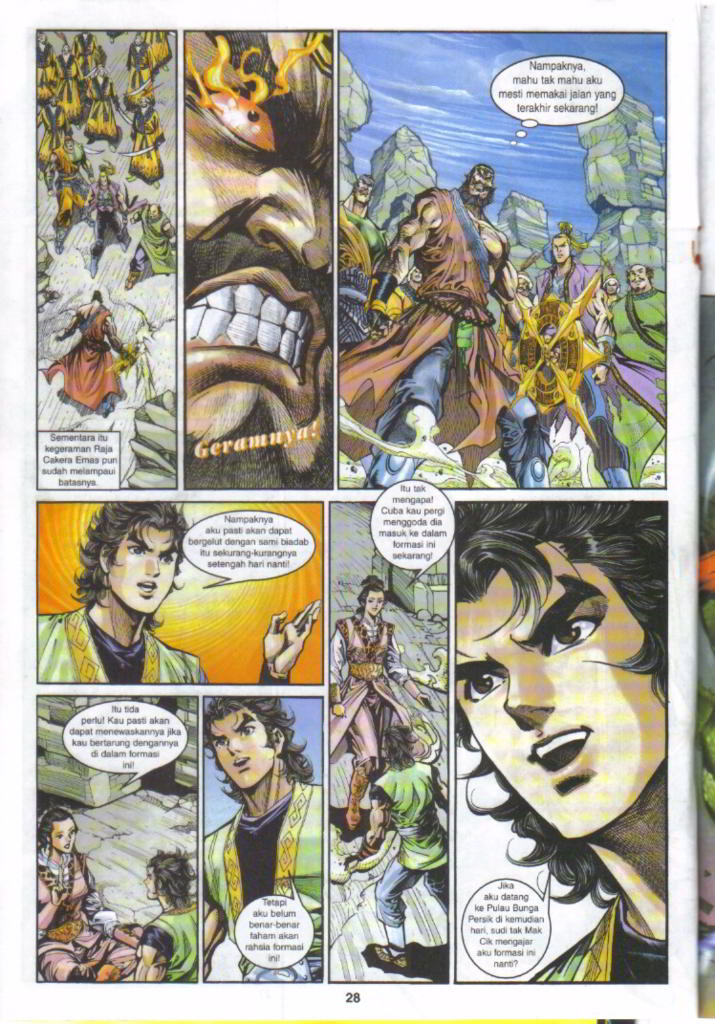 Sementara itu
kegeraman Raja
Cakera Emas pun
sudah melampaui
batasnya.
Geramnya!
Nampaknya,
mahu tak mahu aku
mesti memakai jalan yang
terakhir sekarang!
Nampaknya
aku pasti akan dapat
bergelut dengan sami biadab
itu sekurang-kurangnya
setengah hari nanti!
Itu tak
mengapa!
Cuba kau pergi
menggoda dia
masuk ke dalam
formasi ini
sekarang!
Itu tida
perlu! Kau pasti akan
dapat menewaskannya jika
kau bertarung dengannya
di dalam formasi
ini!
Tetapi
aku belum
benar-benar
faham akan
rahsia formasi
ini!
Jika
aku datang
ke Pulau Bunga
Persik di kemudian
hari, sudi tak Mak
Cik mengajar
aku formasi ini
nanti?
28